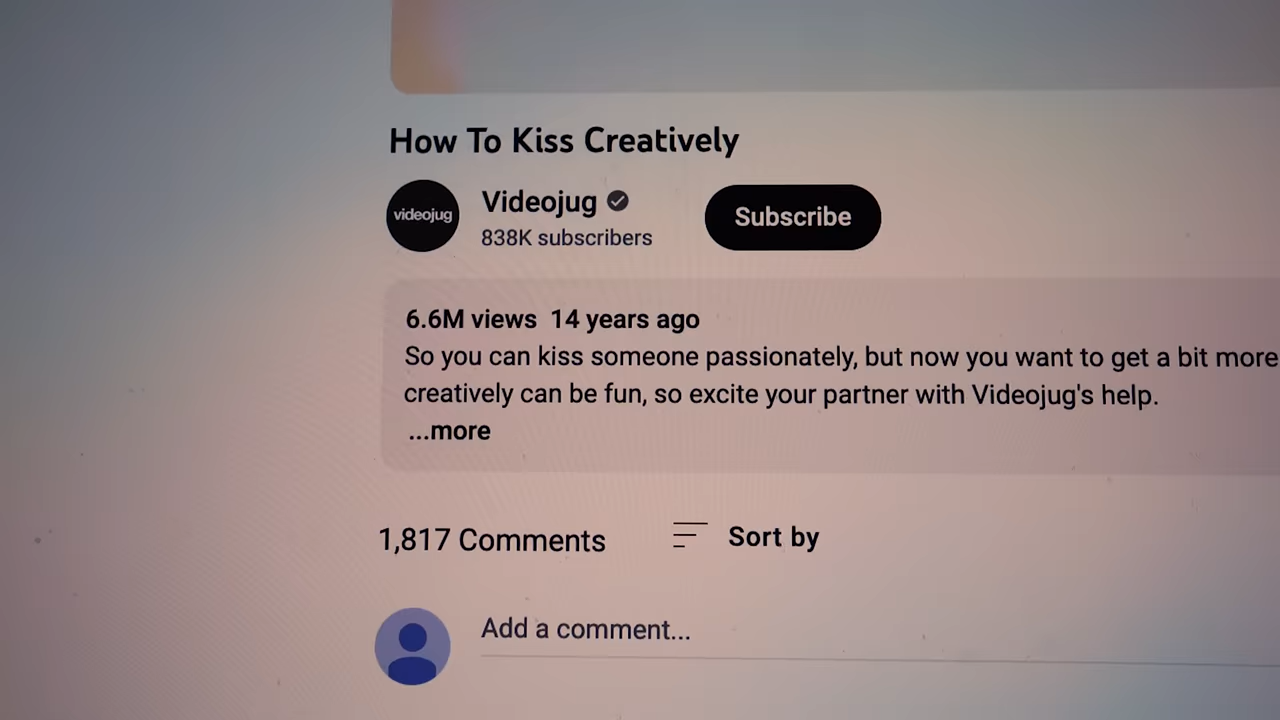 How To Kiss Creatively
videojug
Videojug
838K subscribers
Subscribe
6.6M views 14 years ago
So you can kiss someone passionately, but now you want to get a bit more
creatively can be fun, so excite your partner with Videojug's help.
...more
1,817 Comments
Sort by
Add a comment...